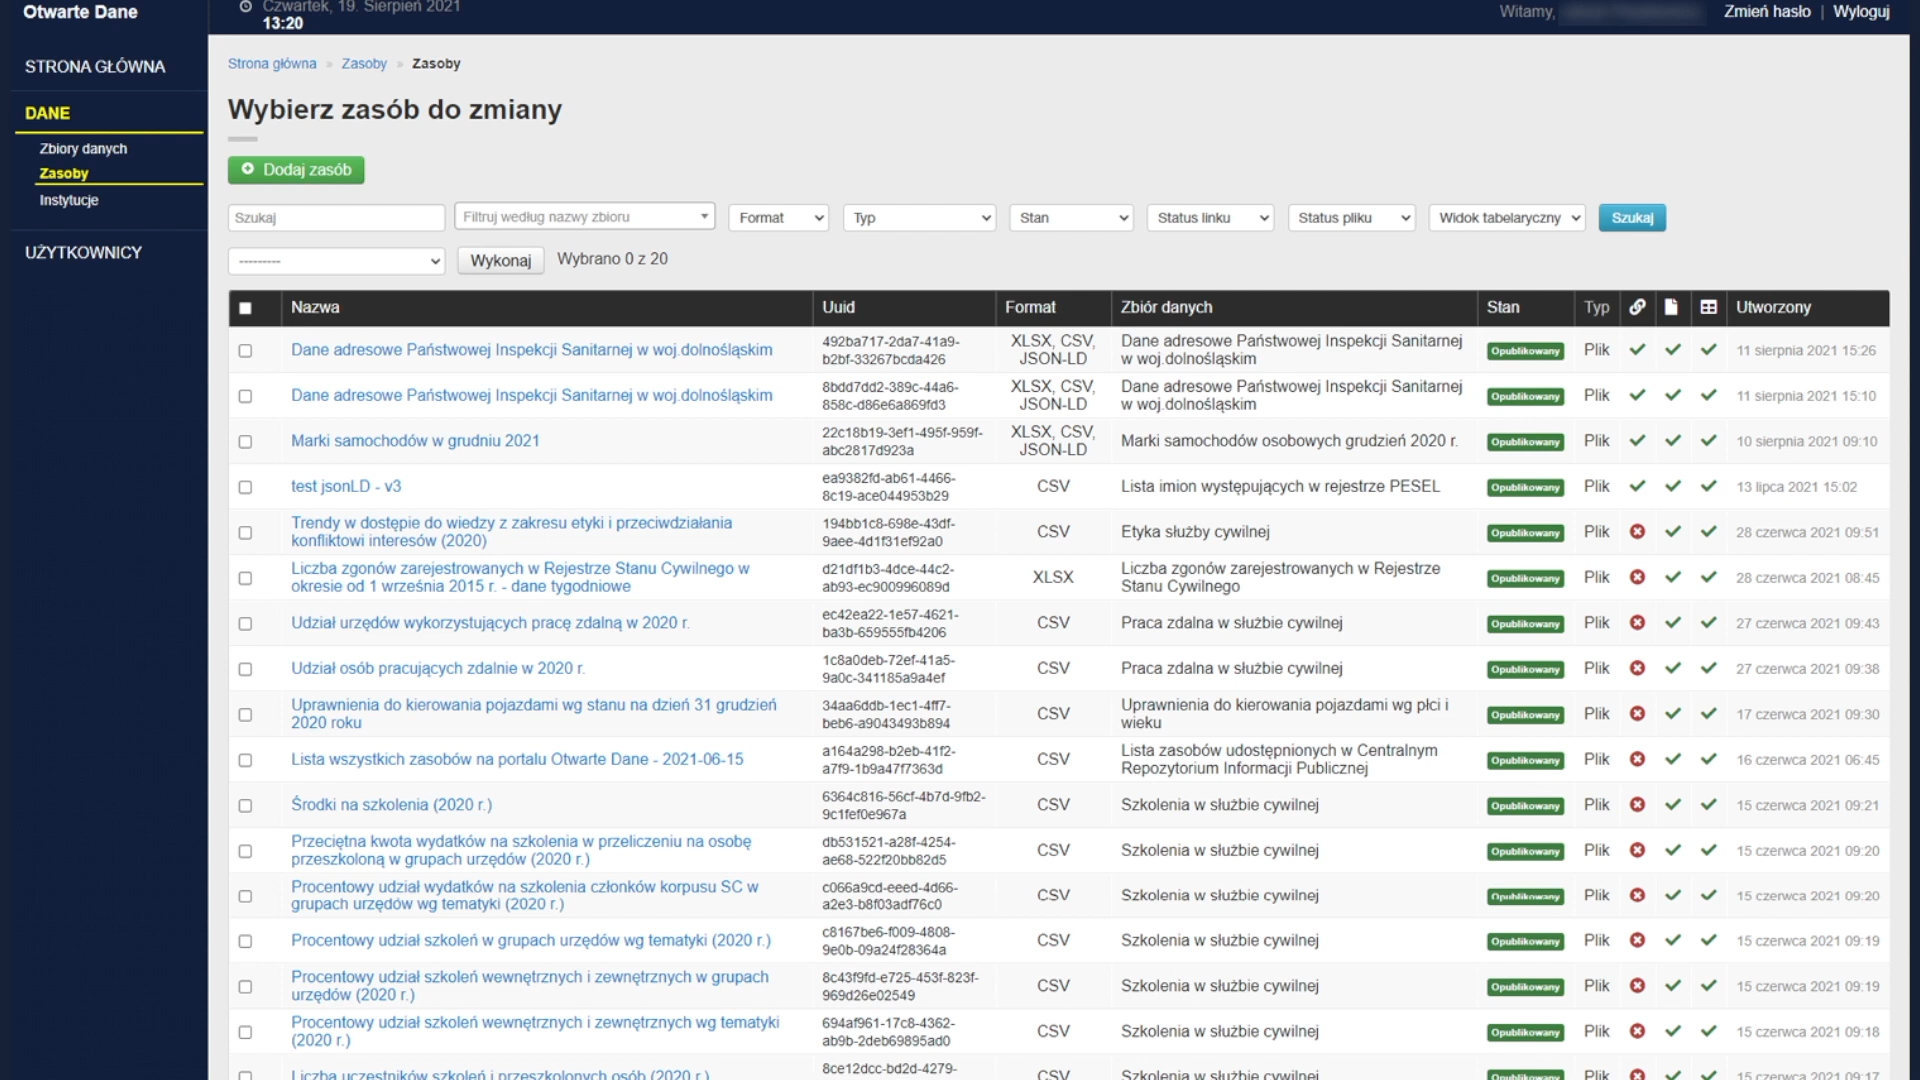 Otwarte Dane
Czwartek, 19. Sierpień 2021
13:20
Witamy,
Zmień hasło | Wyloguj
STRONA GŁÓWNA
DANE
Zbiory danych
Zasoby
Instytucje
UŻYTKOWNICY
Strona główna » Zasoby » Zasoby
Wybierz zasób do zmiany
Dodaj zasób
Szukaj
Filtruj według nazwy zbioru
Format
Typ
Stan
Status linku
Status pliku
Widok tabelaryczny
Szukaj
---------
Wykonaj
Wybrano 0 z 20
Nazwa Uuid Format Zbiór danych Stan Typ Utworzony
Dane adresowe Państwowej Inspekcji Sanitarnej w woj.dolnośląskim
492ba717-2da7-41a9-
b2bf-33267bcda426
XLSX, CSV,
JSON-LD
Dane adresowe Państwowej Inspekcji Sanitarnej
w woj.dolnośląskim
Opublikowany Plik 11 sierpnia 2021 15:26
Dane adresowe Państwowej Inspekcji Sanitarnej w woj.dolnośląskim
8bdd7dd2-389c-44a6-
858c-d86e6a869fd3
XLSX, CSV,
JSON-LD
Dane adresowe Państwowej Inspekcji Sanitarnej
w woj.dolnośląskim
Opublikowany Plik 11 sierpnia 2021 15:10
Marki samochodów w grudniu 2021
22c18b19-3ef1-495f-959f-
abc2817d923a
XLSX, CSV,
JSON-LD
Marki samochodów osobowych grudzień 2020 r.
Opublikowany Plik 10 sierpnia 2021 09:10
test jsonLD - v3
ea9382fd-ab61-4466-
8c19-ace044953b29
CSV
Lista imion występujących w rejestrze PESEL
Opublikowany Plik 13 lipca 2021 15:02
Trendy w dostępie do wiedzy z zakresu etyki i przeciwdziałania
konfliktowi interesów (2020)
194bb1c8-698e-43df-
9aee-4d1f31ef92a0
CSV
Etyka służby cywilnej
Opublikowany Plik 28 czerwca 2021 09:51
Liczba zgonów zarejestrowanych w Rejestrze Stanu Cywilnego w
okresie od 1 września 2015 r. - dane tygodniowe
d21df1b3-4dce-44c2-
ab93-ec900996089d
XLSX
Liczba zgonów zarejestrowanych w Rejestrze
Stanu Cywilnego
Opublikowany Plik 28 czerwca 2021 08:45
Udział urzędów wykorzystujących pracę zdalną w 2020 r.
ec42ea22-1e57-4621-
ba3b-659555fb4206
CSV
Praca zdalna w służbie cywilnej
Opublikowany Plik 27 czerwca 2021 09:43
Udział osób pracujących zdalnie w 2020 r.
1c8a0deb-72ef-41a5-
9a0c-341185a9a4ef
CSV
Praca zdalna w służbie cywilnej
Opublikowany Plik 27 czerwca 2021 09:38
Uprawnienia do kierowania pojazdami wg stanu na dzień 31 grudzień
2020 roku
34aa6ddb-1ec1-4ff7-
beb6-a9043493b894
CSV
Uprawnienia do kierowania pojazdami wg płci i
wieku
Opublikowany Plik 17 czerwca 2021 09:30
Lista wszystkich zasobów na portalu Otwarte Dane - 2021-06-15
a164a298-b2eb-41f2-
a7f9-1b9a47f7363d
CSV
Lista zasobów udostępnionych w Centralnym
Repozytorium Informacji Publicznej
Opublikowany Plik 16 czerwca 2021 06:45
Środki na szkolenia (2020 r.)
6364c816-56cf-4b7d-9fb2-
9c1fef0e967a
CSV
Szkolenia w służbie cywilnej
Opublikowany Plik 15 czerwca 2021 09:21
Przeciętna kwota wydatków na szkolenia w przeliczeniu na osobę
przeszkoloną w grupach urzędów (2020 r.)
db531521-a28f-4254-
ae68-522f20bb82d5
CSV
Szkolenia w służbie cywilnej
Opublikowany Plik 15 czerwca 2021 09:20
Procentowy udział wydatków na szkolenia członków korpusu SC w
grupach urzędów wg tematyki (2020 r.)
c066a9cd-eeed-4d66-
a2e3-b8f03adf76c0
CSV
Szkolenia w służbie cywilnej
Opublikowany Plik 15 czerwca 2021 09:20
Procentowy udział szkoleń w grupach urzędów wg tematyki (2020 r.)
c8167be6-f009-4808-
9e0b-09a24f28364a
CSV
Szkolenia w służbie cywilnej
Opublikowany Plik 15 czerwca 2021 09:19
Procentowy udział szkoleń wewnętrznych i zewnętrznych w grupach
urzędów (2020 r.)
8c43f9fd-e725-453f-823f-
969d26e02549
CSV
Szkolenia w służbie cywilnej
Opublikowany Plik 15 czerwca 2021 09:19
Procentowy udział szkoleń wewnętrznych i zewnętrznych wg tematyki
(2020 r.)
694af961-17c8-4362-
ab9b-2deb69895ad0
CSV
Szkolenia w służbie cywilnej
Opublikowany Plik 15 czerwca 2021 09:18
Liczba uczestników szkoleń i przeszkolonych osób (2020 r.)
8ce12dcc-bd2d-4279-
CSV
Szkolenia w służbie cywilnej
Opublikowany Plik 15 czerwca 2021 09:17